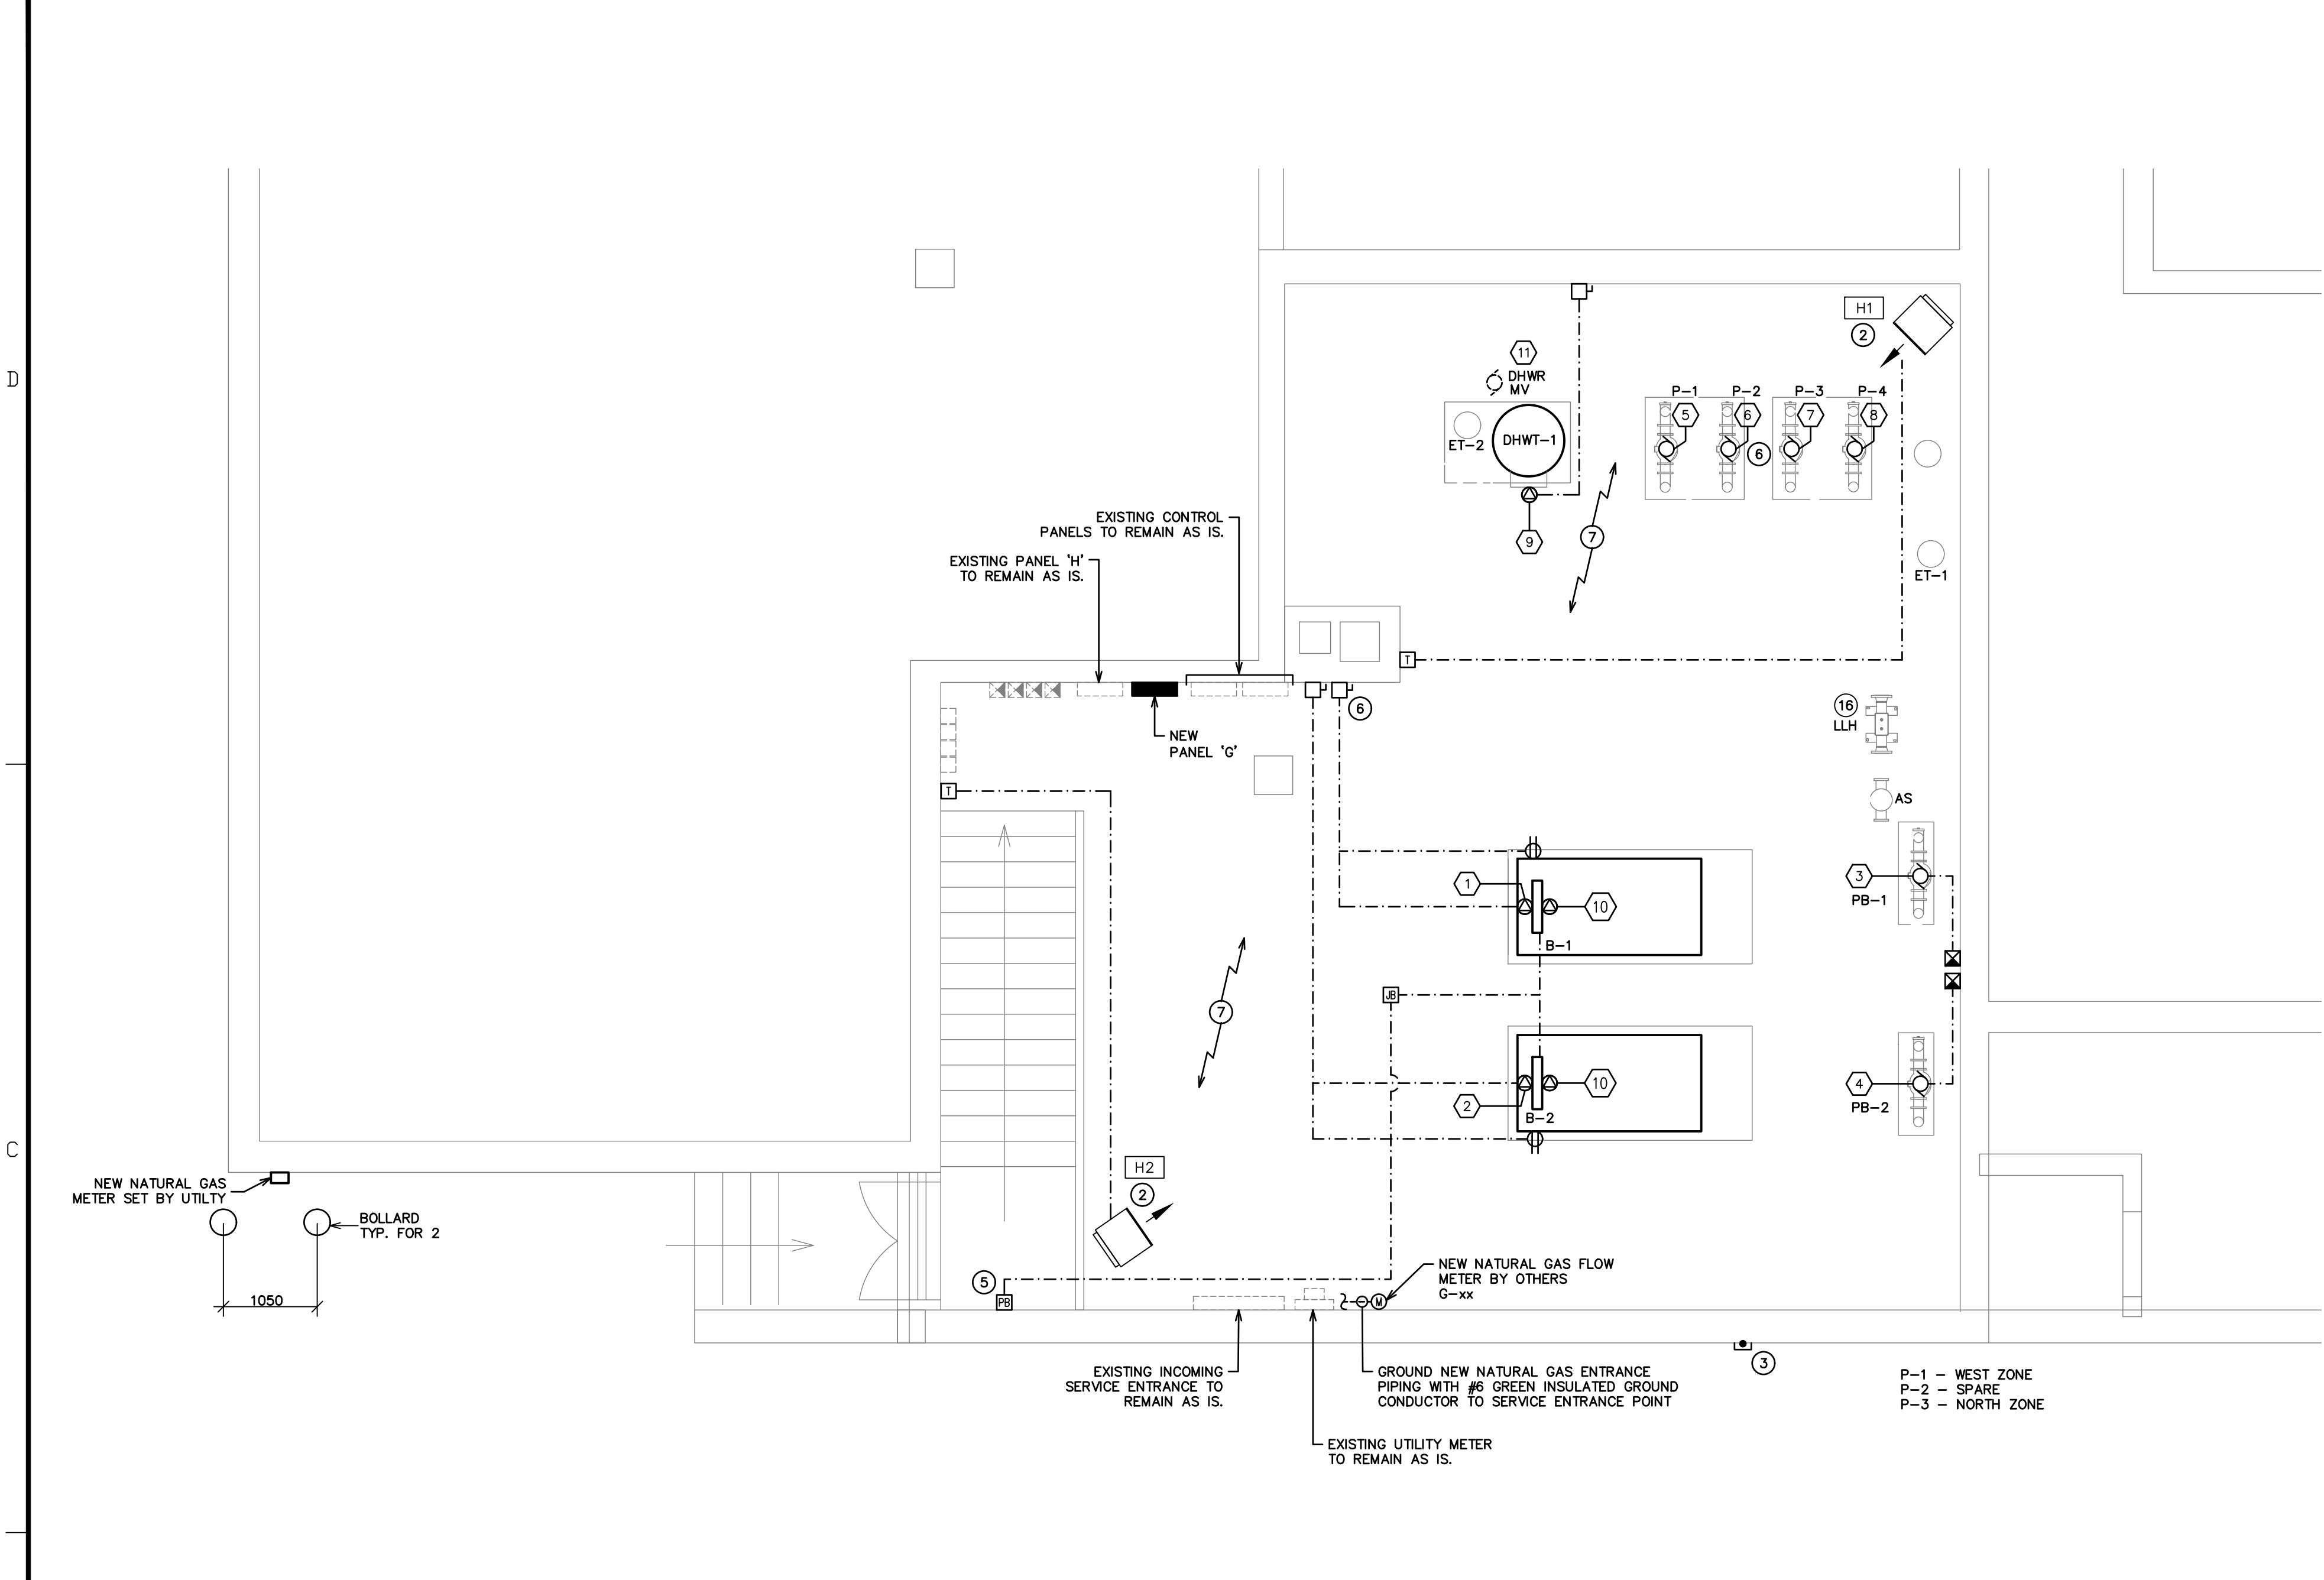 H1
2
11
DHWR
MV
D
P-1
P-2
P-3
P-4
5
6
7
8
ET-2
DHWT-1
6
EXISTING CONTROL
PANELS TO REMAIN AS IS.
7
9
EXISTING PANEL 'H'
TO REMAIN AS IS.
ET-1
T
16
LLH
6
NEW
PANEL 'G'
T
AS
1
3
10
PB-1
B-1
JB
7
2
10
4
PB-2
B-2
C
H2
2
NEW NATURAL GAS
METER SET BY UTILTY
BOLLARD
TYP. FOR 2
1050
5
PB
NEW NATURAL GAS FLOW
METER BY OTHERS
G-xx
M
3
EXISTING INCOMING
SERVICE ENTRANCE TO
REMAIN AS IS.
GROUND NEW NATURAL GAS ENTRANCE
PIPING WITH #6 GREEN INSULATED GROUND
CONDUCTOR TO SERVICE ENTRANCE POINT
P-1 - WEST ZONE
P-2 - SPARE
P-3 - NORTH ZONE
EXISTING UTILITY METER
TO REMAIN AS IS.